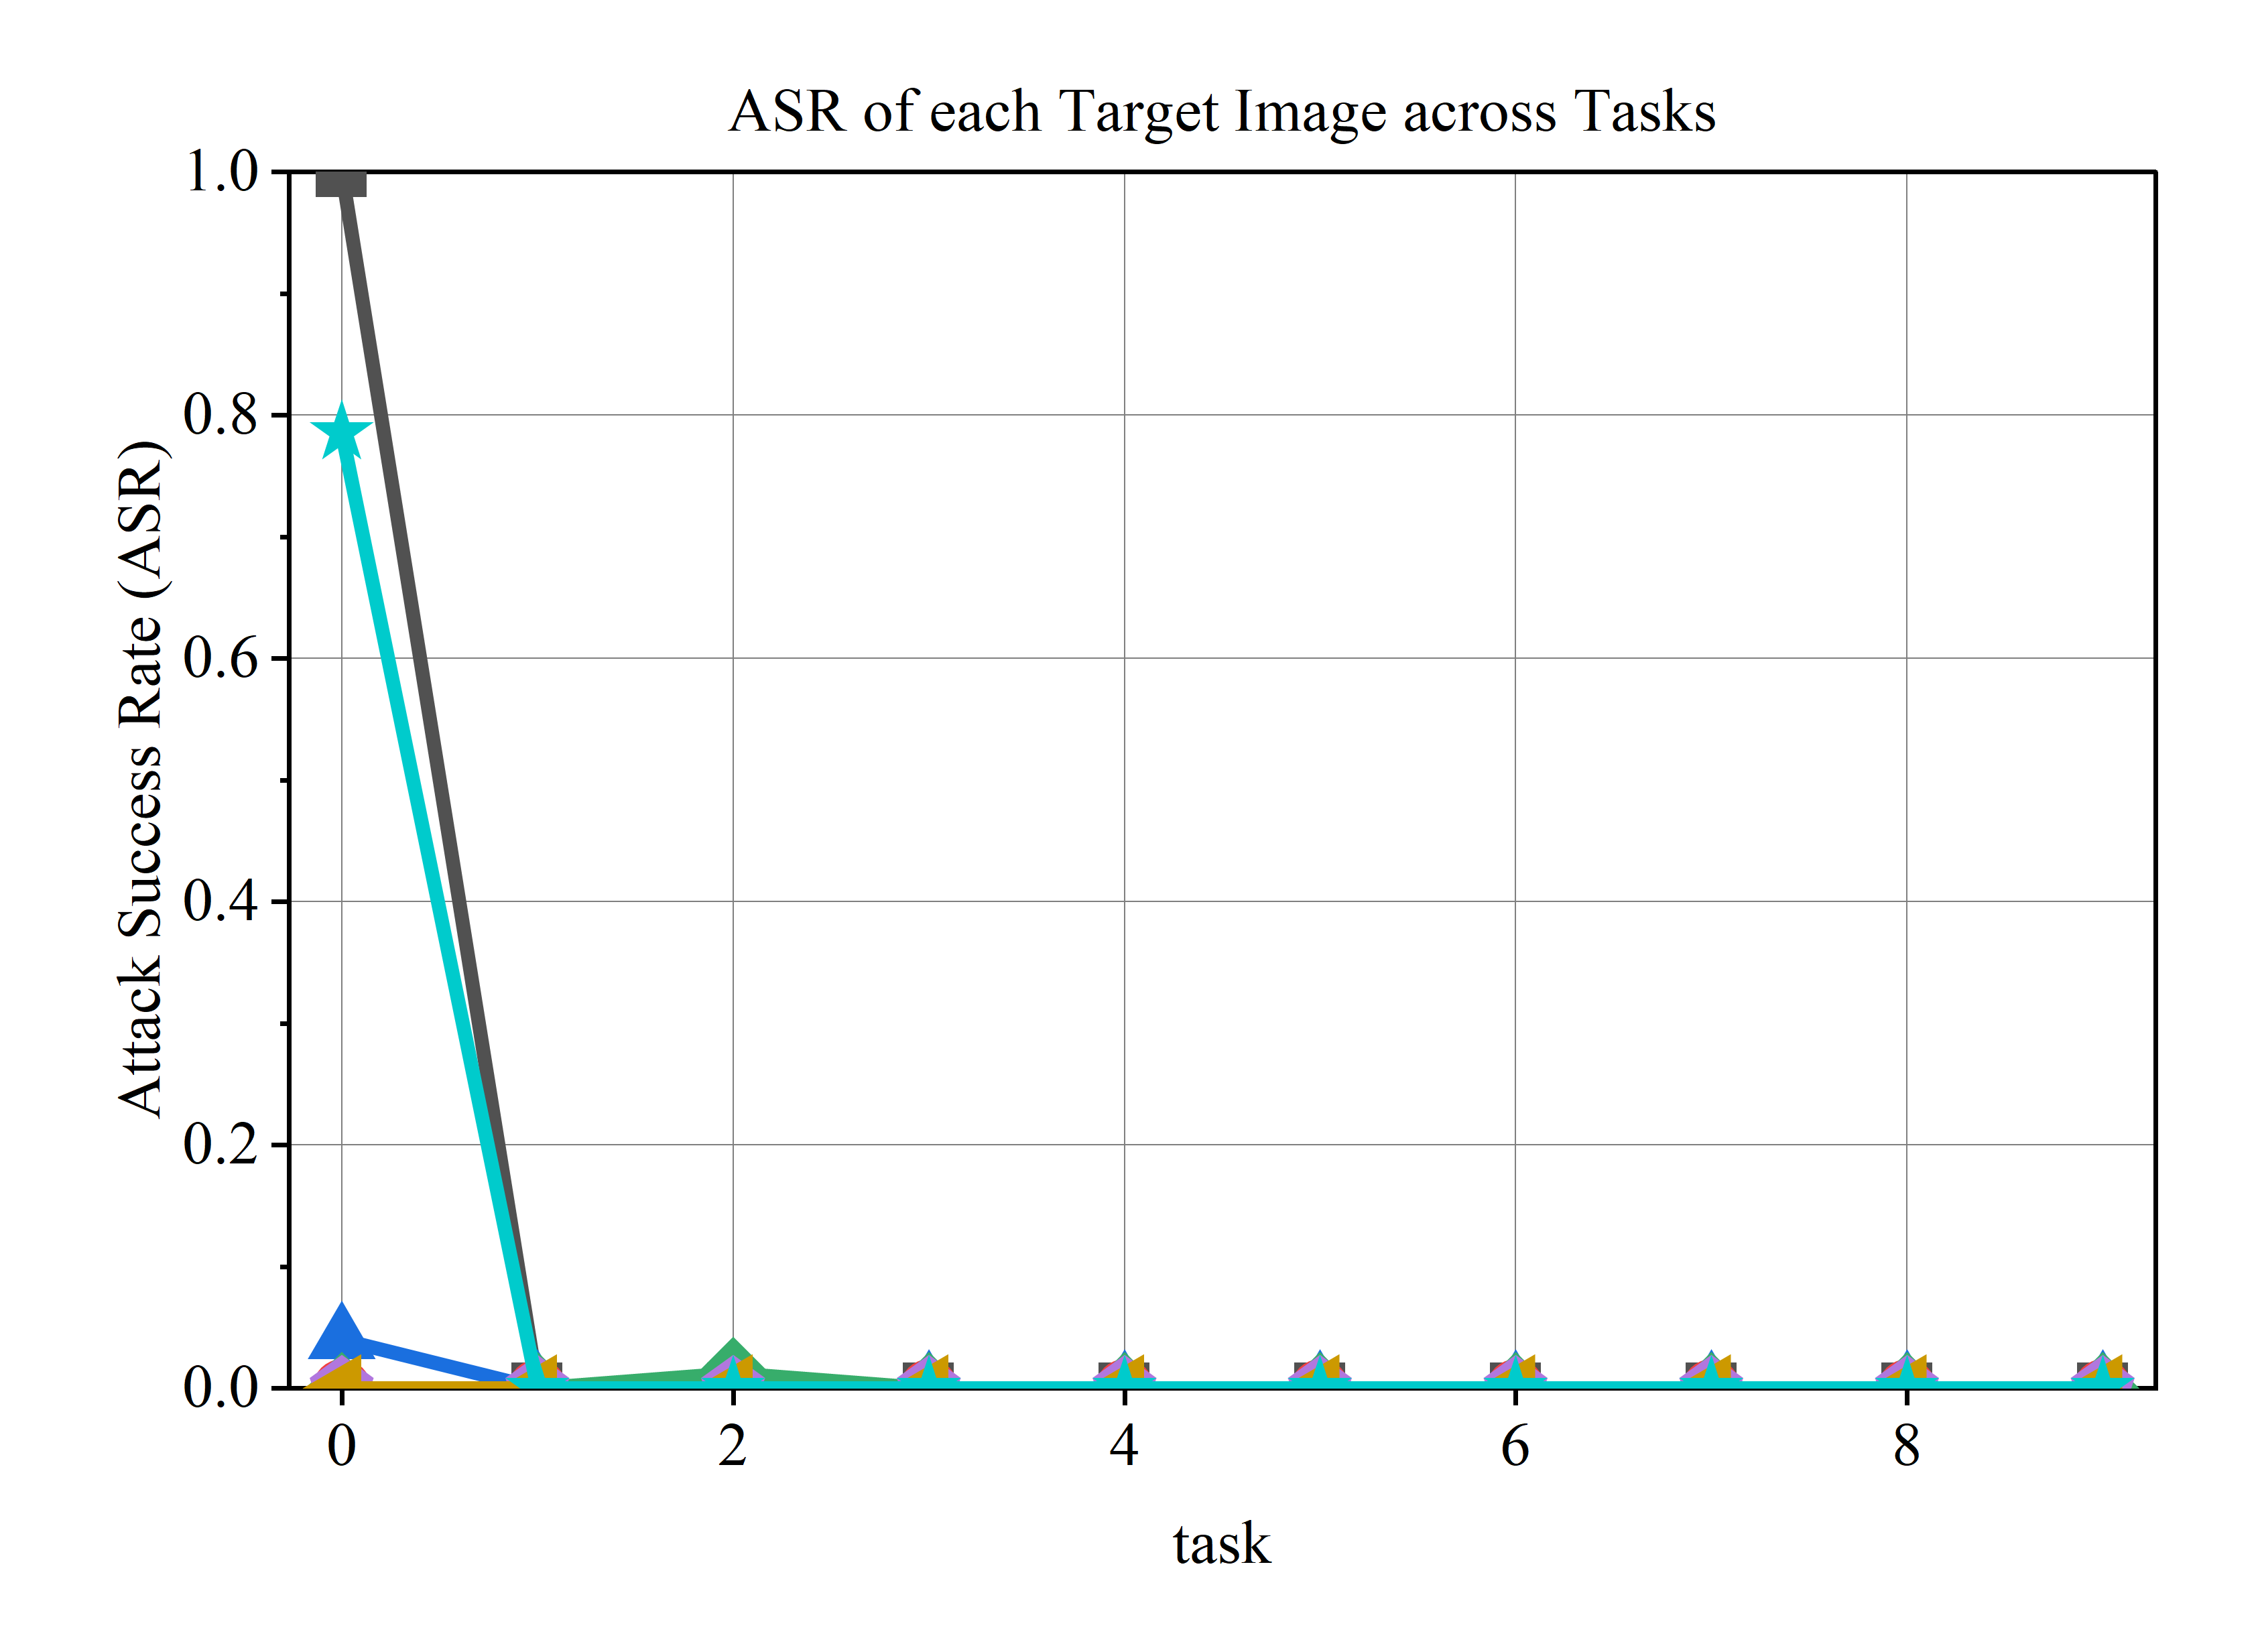 ASR of each Target Image across Tasks
1.0
0.8
0.6
0.4
0.2
0.0
Attack Success Rate (ASR)
0 2 4 6 8
task